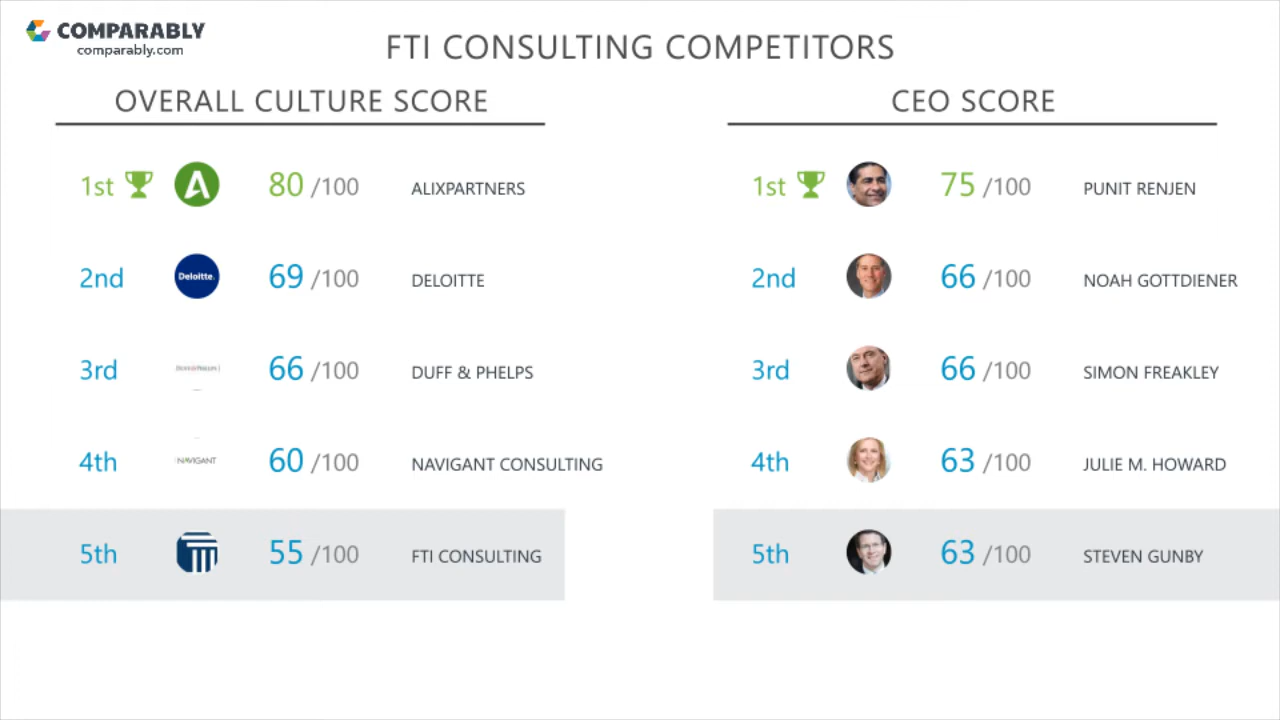 COMPARABLY
comparably.com
FTI CONSULTING COMPETITORS
OVERALL CULTURE SCORE
1st 80 /100 ALIXPARTNERS
2nd Deloitte. 69 /100 DELOITTE
3rd DUFF & PHELPS 66 /100 DUFF & PHELPS
4th NAVIGANT 60 /100 NAVIGANT CONSULTING
5th 55 /100 FTI CONSULTING
CEO SCORE
1st 75 /100 PUNIT RENJEN
2nd 66 /100 NOAH GOTTDIENER
3rd 66 /100 SIMON FREAKLEY
4th 63 /100 JULIE M. HOWARD
5th 63 /100 STEVEN GUNBY